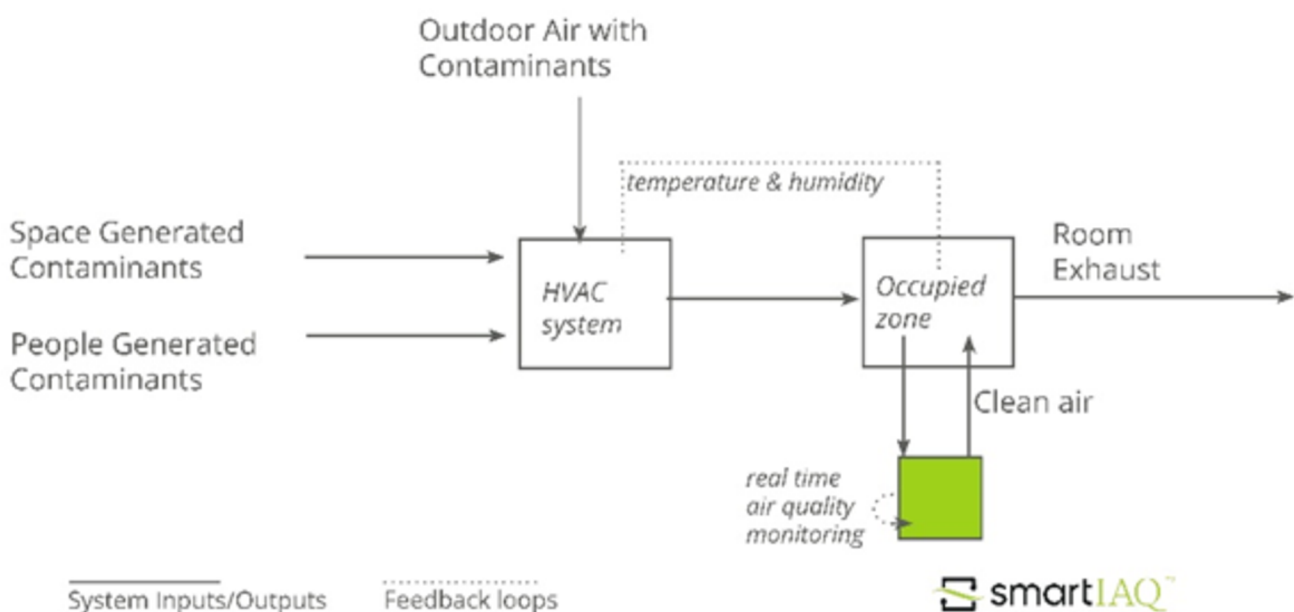 Outdoor Air with
Contaminants
temperature & humidity
Space Generated
Contaminants
HVAC
system
Occupied
zone
Room
Exhaust
People Generated
Contaminants
Clean air
real time
air quality
monitoring
System Inputs/Outputs
Feedback loops
smartIAQ